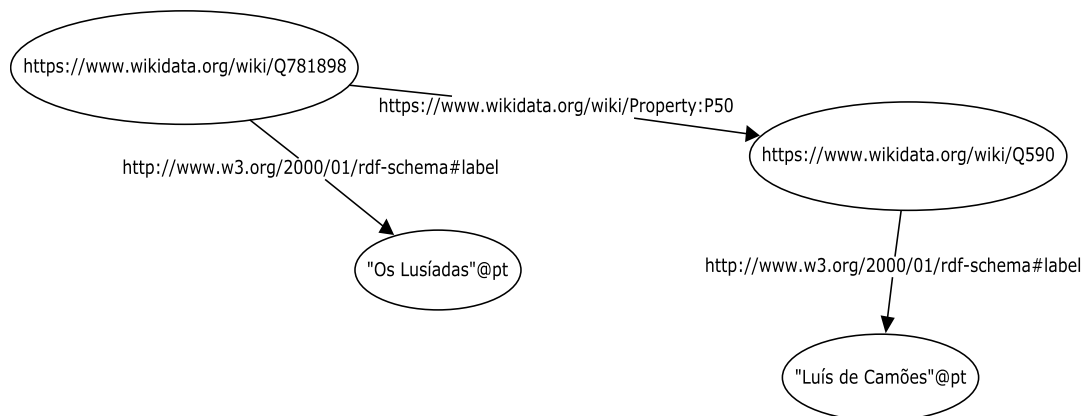 https://www.wikidata.org/wiki/Q781898
https://www.wikidata.org/wiki/Property:P50
https://www.wikidata.org/wiki/Q590
http://www.w3.org/2000/01/rdf-schema#label
"Os Lusíadas"@pt
http://www.w3.org/2000/01/rdf-schema#label
"Luís de Camões"@pt